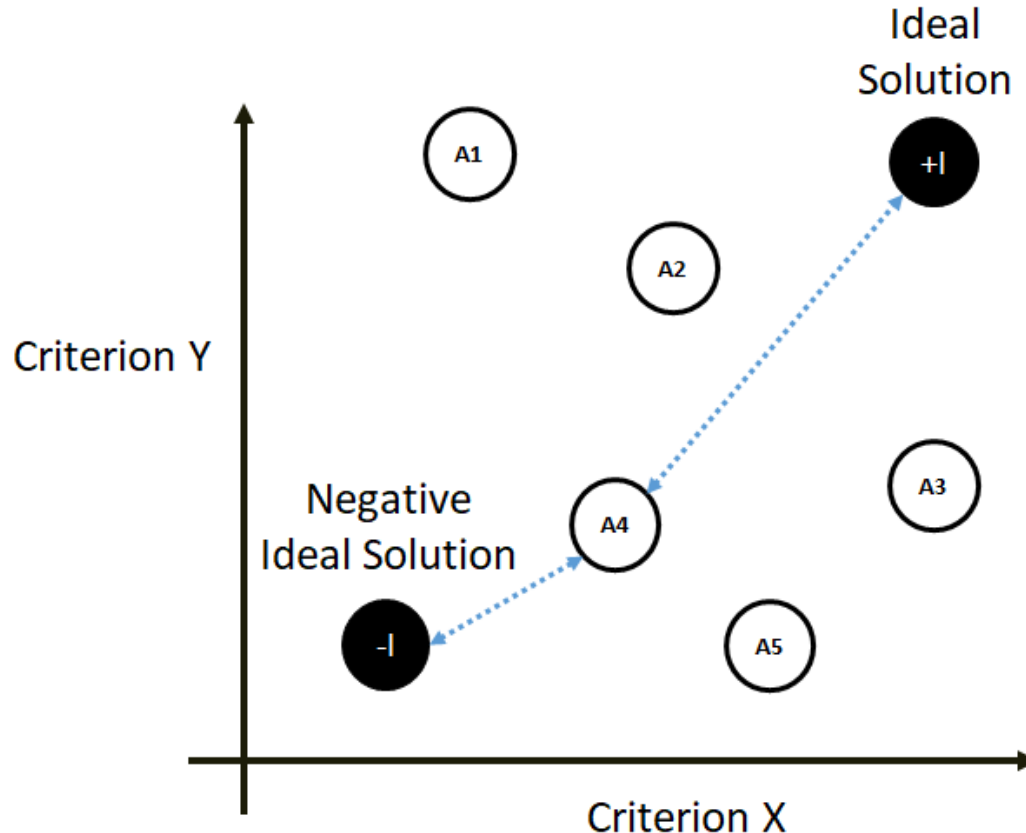 Ideal
Solution
A1
+I
A2
Criterion Y
A3
Negative
Ideal Solution
A4
-I
A5
Criterion X